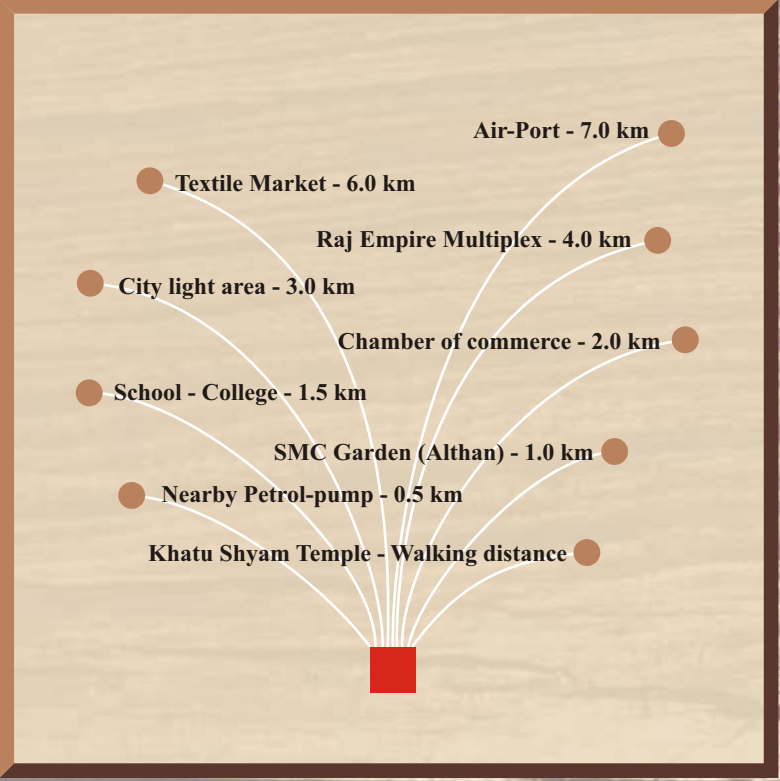 Air-Port - 7.0 km
Textile Market - 6.0 km
Raj Empire Multiplex - 4.0 km
City light area - 3.0 km
Chamber of commerce - 2.0 km
School - College - 1.5 km
SMC Garden (Althan) - 1.0 km
Nearby Petrol-pump - 0.5 km
Khatu Shyam Temple - Walking distance